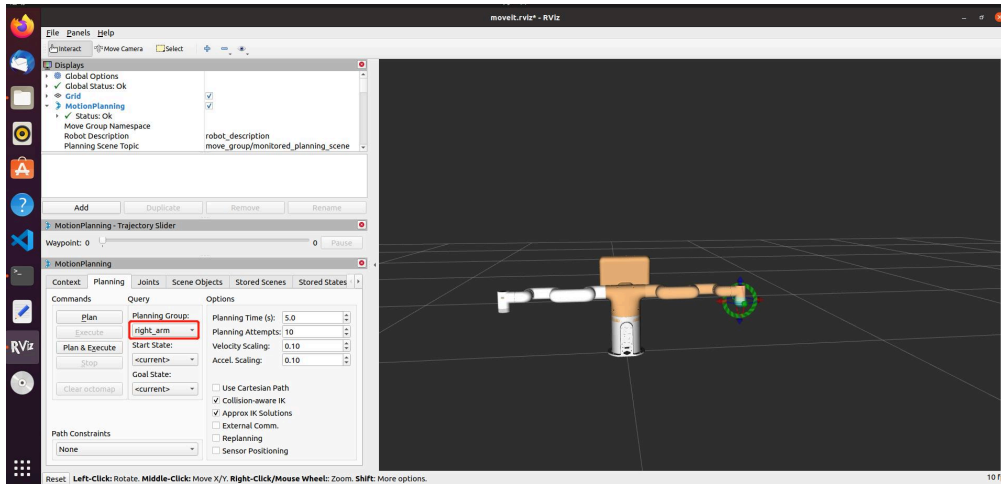 moveit.rviz* - RViz
File Panels Help
Interact Move Camera Select
Displays
Global Options
Global Status: Ok
Grid
MotionPlanning
Status: Ok
Move Group Namespace
Robot Description robot_description
Planning Scene Topic move_group/monitored_planning_scene
Add Duplicate Remove Rename
MotionPlanning - Trajectory Slider
Waypoint: 0 0 Pause
MotionPlanning
Context Planning Joints Scene Objects Stored Scenes Stored States
Commands Query Options
Plan Planning Group: Planning Time (s): 5.0
Execute right_arm Planning Attempts: 10
Plan & Execute Start State: Velocity Scaling: 0.10
Stop <current> Accel. Scaling: 0.10
Goal State:
Clear octomap <current> Use Cartesian Path
Collision-aware IK
Approx IK Solutions
External Comm.
Path Constraints Replanning
None Sensor Positioning
RViz
Reset Left-Click: Rotate. Middle-Click: Move X/Y. Right-Click/Mouse Wheel:: Zoom. Shift: More options.